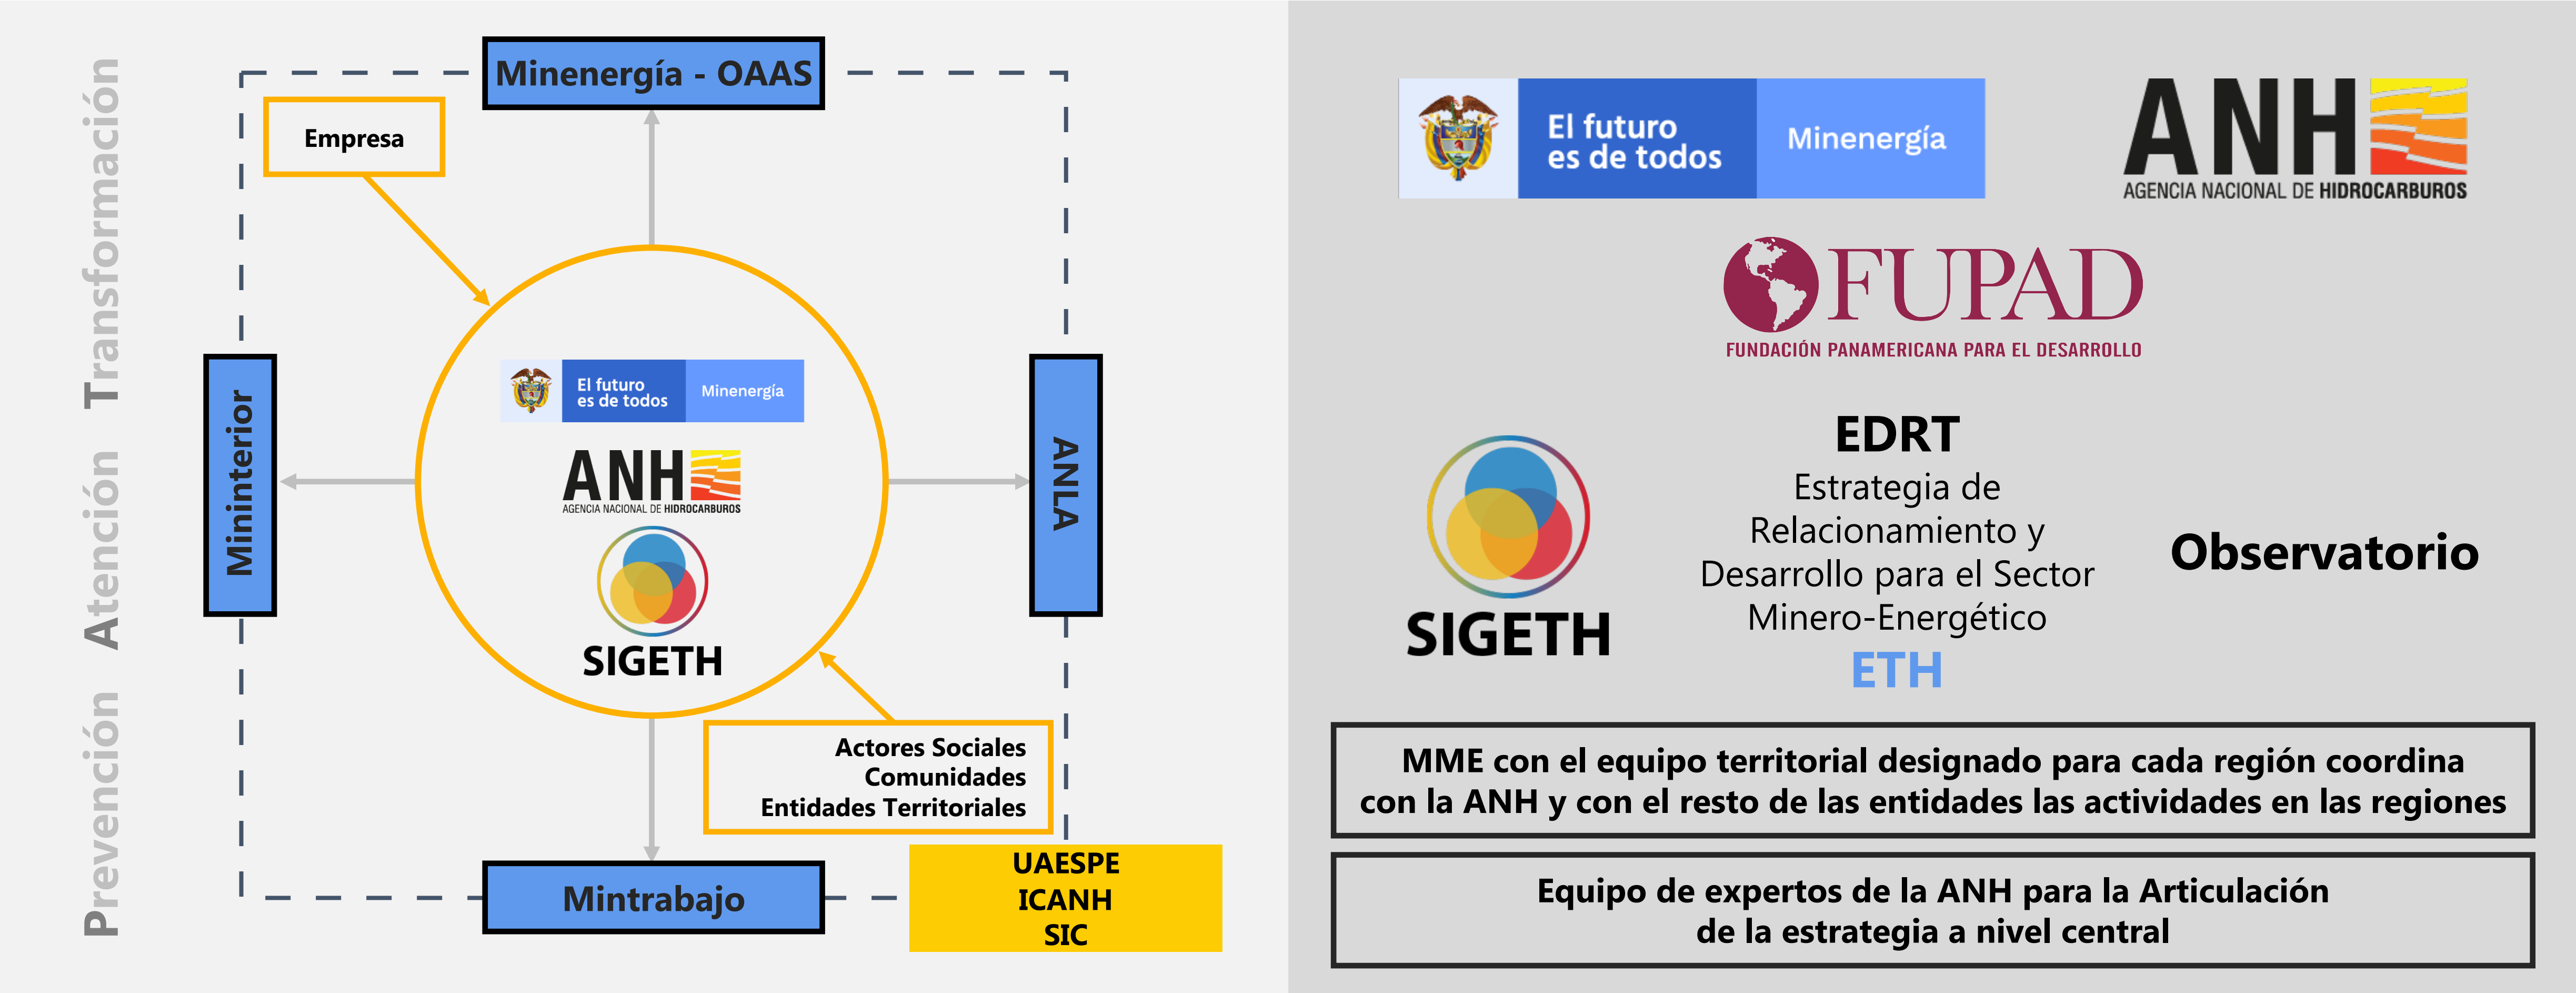 Prevención Atención Transformación
Minenergía - OAAS
Empresa
Mininterior
El futuro
es de todos
Minenergía
ANH
AGENCIA NACIONAL DE HIDROCARBUROS
SIGETH
ANLA
Actores Sociales
Comunidades
Entidades Territoriales
Mintrabajo
UAESPE
ICANH
SIC
El futuro
es de todos
Minenergía
ANH
AGENCIA NACIONAL DE HIDROCARBUROS
FUPAD
FUNDACIÓN PANAMERICANA PARA EL DESARROLLO
SIGETH
EDRT
Estrategia de
Relacionamiento y
Desarrollo para el Sector
Minero-Energético
ETH
Observatorio
MME con el equipo territorial designado para cada región coordina
con la ANH y con el resto de las entidades las actividades en las regiones
Equipo de expertos de la ANH para la Articulación
de la estrategia a nivel central